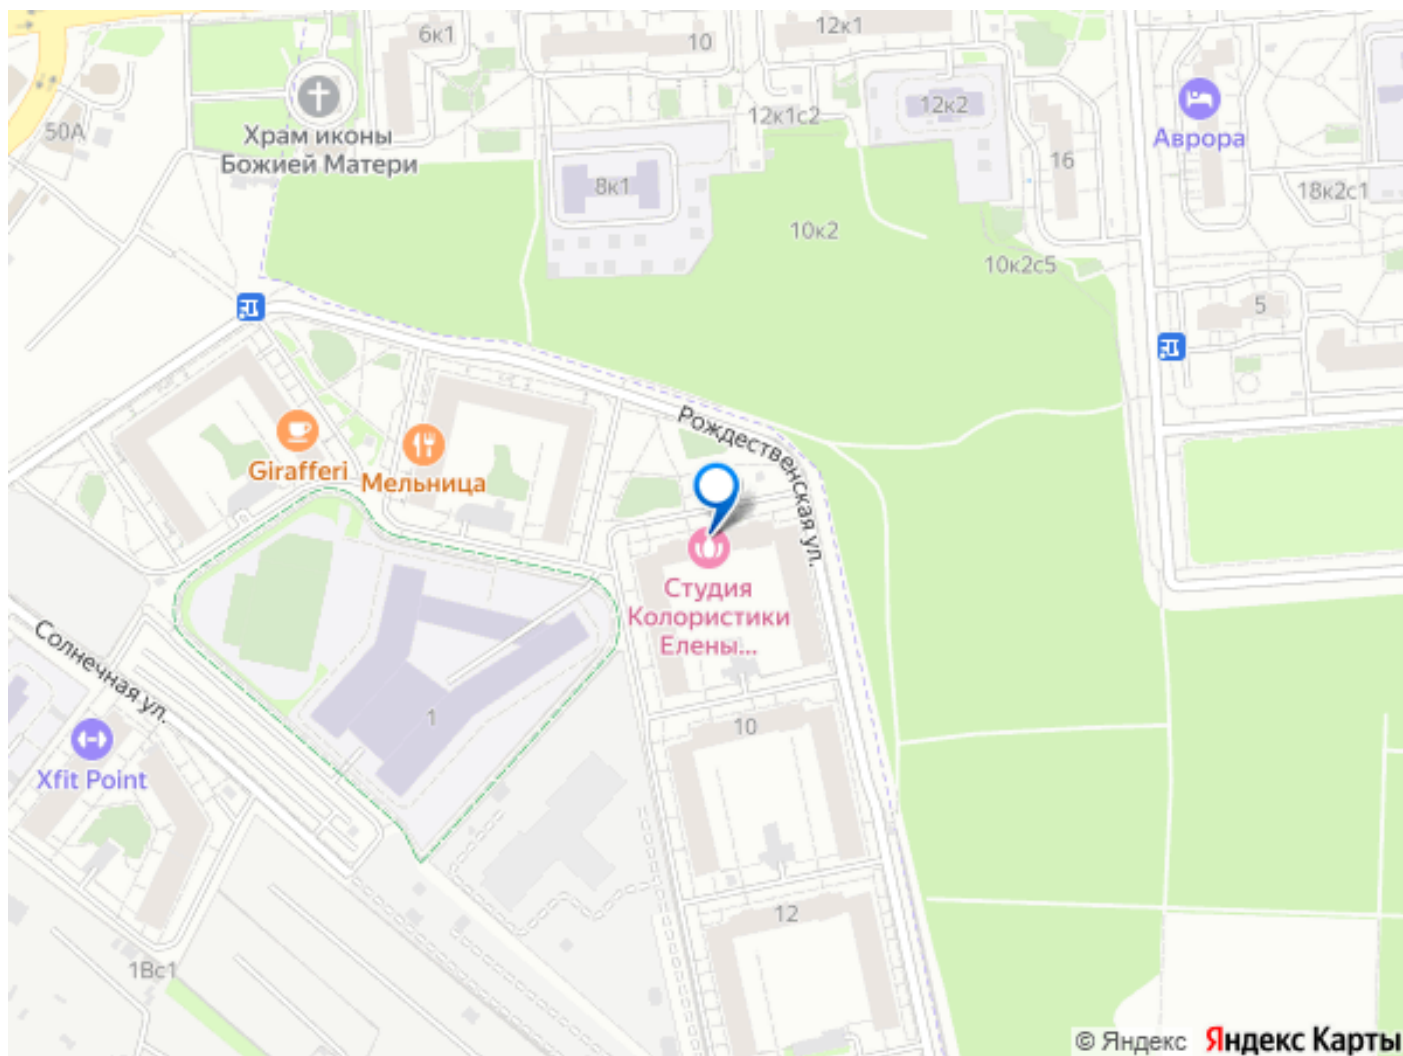 6к1
10
12к1
50А
Храм иконы
Божией Матери
12к1с2
12к2
Аврора
16
8к1
18к2с1
10к2
10к2с5
5
Рождественская ул.
Girafferi
Мельница
Студия
Колористики
Елены...
Солнечная ул.
1
10
Xfit Point
12
1Вс1
© Яндекс Яндекс Карты